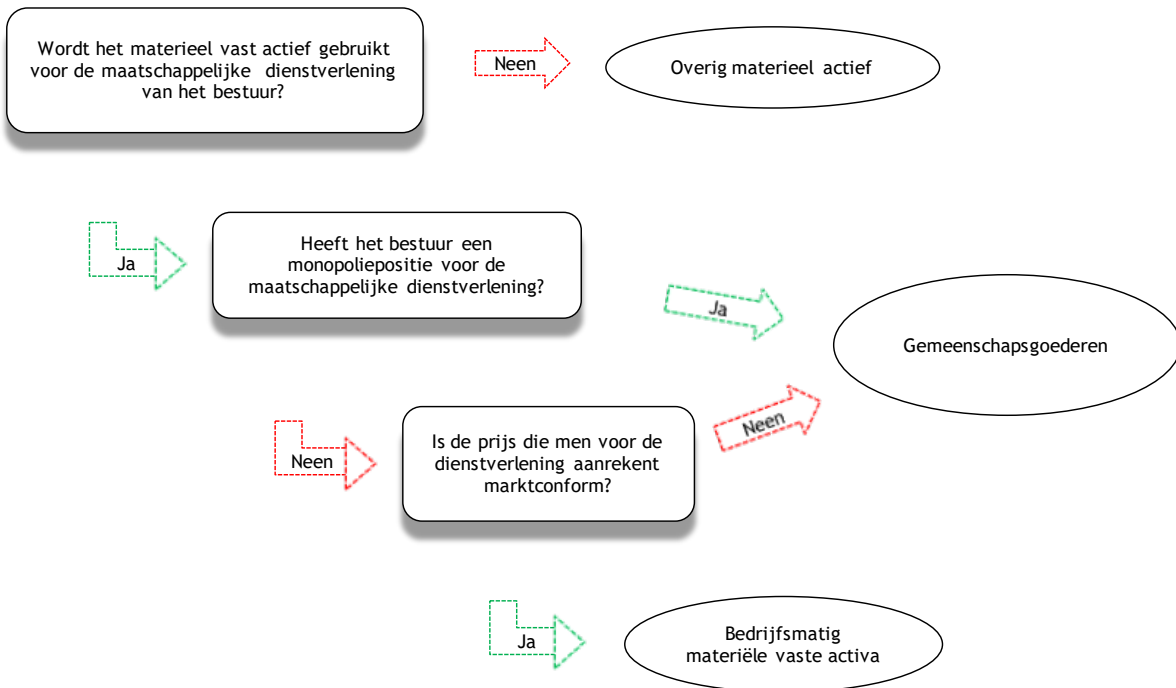 Wordt het materieel vast actief gebruikt
voor de maatschappelijke dienstverlening
van het bestuur?
Neen
Overig materieel actief
Ja
Heeft het bestuur een
monopoliepositie voor de
maatschappelijke dienstverlening?
Ja
Gemeenschapsgoederen
Neen
Is de prijs die men voor de
dienstverlening aanrekent
marktconform?
Neen
Ja
Bedrijfsmatig
materiële vaste activa